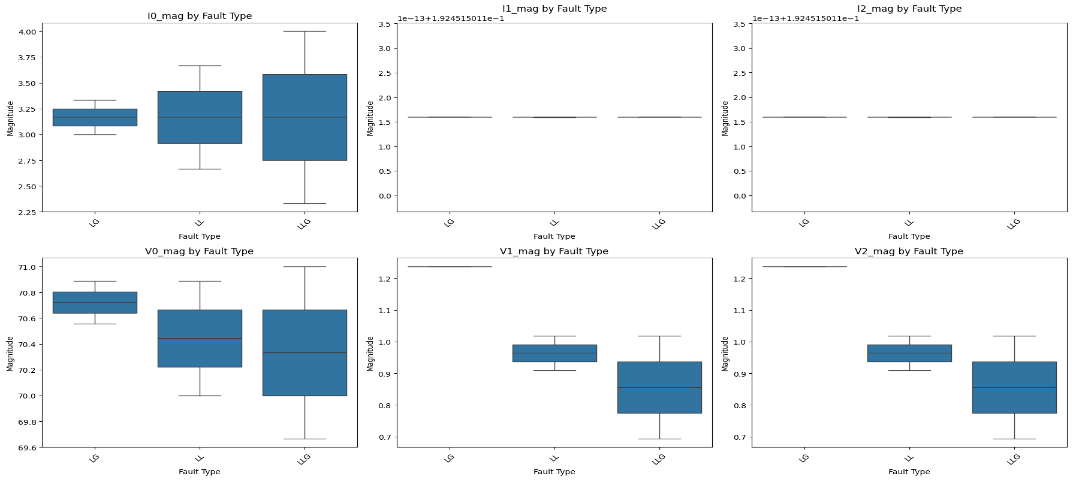 I0_mag by Fault Type
Magnitude
4.00
3.75
3.50
3.25
3.00
2.75
2.50
2.25
LG
LL
LLG
Fault Type
I1_mag by Fault Type
1e−13+1.924515011e−1
Magnitude
3.5
3.0
2.5
2.0
1.5
1.0
0.5
0.0
LG
LL
LLG
Fault Type
I2_mag by Fault Type
1e−13+1.924515011e−1
Magnitude
3.5
3.0
2.5
2.0
1.5
1.0
0.5
0.0
LG
LL
LLG
Fault Type
V0_mag by Fault Type
Magnitude
71.0
70.8
70.6
70.4
70.2
70.0
69.8
69.6
LG
LL
LLG
Fault Type
V1_mag by Fault Type
Magnitude
1.2
1.1
1.0
0.9
0.8
0.7
LG
LL
LLG
Fault Type
V2_mag by Fault Type
Magnitude
1.2
1.1
1.0
0.9
0.8
0.7
LG
LL
LLG
Fault Type